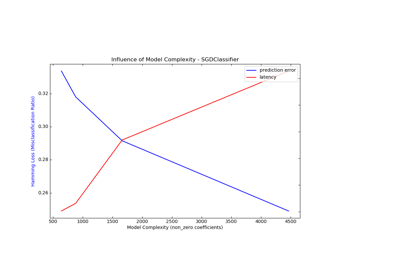 Influence of Model Complexity - SGDClassifier
prediction error
latency
Hamming Loss (Misclassification Ratio)
0.32
0.30
0.28
0.26
500 1000 1500 2000 2500 3000 3500 4000 4500
Model Complexity (non_zero coefficients)